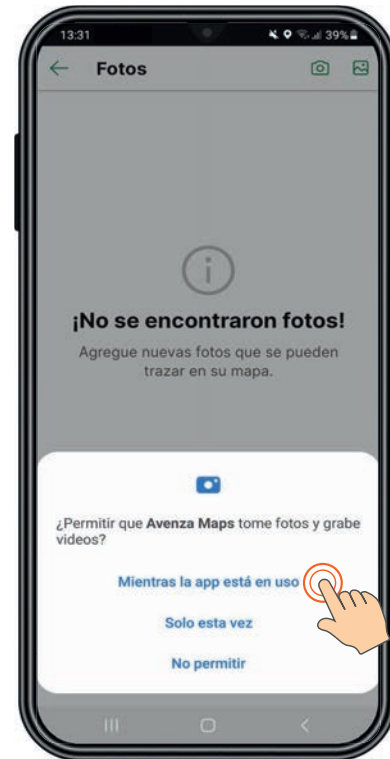 13:31
39%
Fotos
¡No se encontraron fotos!
Agregue nuevas fotos que se pueden
trazar en su mapa.
¿Permitir que Avenza Maps tome fotos y grabe
videos?
Mientras la app está en uso
Solo esta vez
No permitir